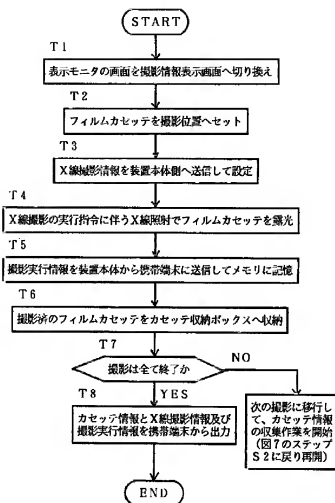 START
T1
表示モニタの画面を撮影情報表示画面へ切り換え
T2
フィルムカセッテを撮影位置へセット
T3
X線撮影情報を装置本体側へ送信して設定
T4
X線撮影の実行指令に伴うX線照射でフィルムカセッテを露光
T5
撮影実行情報を装置本体から携帯端末に送信してメモリに記憶
T6
撮影済のフィルムカセッテをカセッテ収納ボックスへ収納
T7
撮影は全て終了か
NO
T8
YES
カセッテ情報とX線撮影情報及び
撮影実行情報を携帯端末から出力
次の撮影に移行し
て、カセッテ情報
の収集作業を開始
(図7のステップ
S2に戻り再開)
END